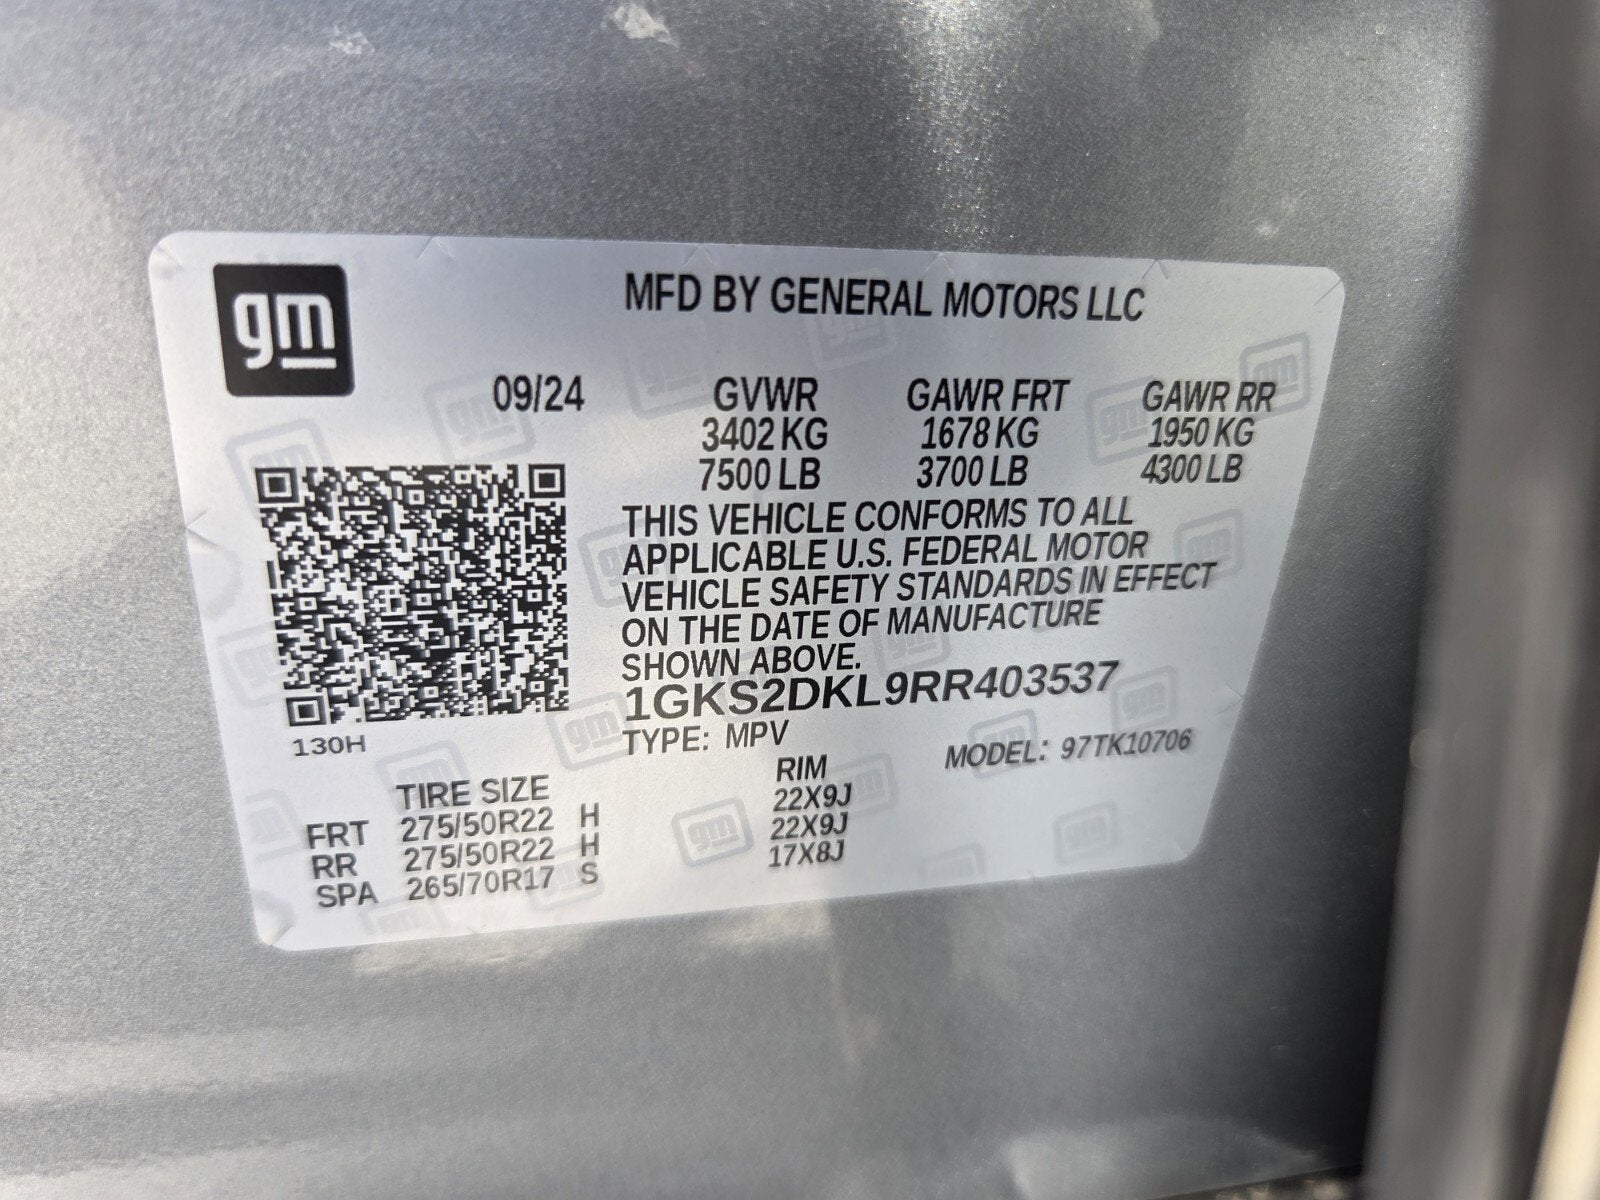 gm
MFD BY GENERAL MOTORS LLC
09/24 GVWR GAWR FRT GAWR RR
3402 KG 1678 KG 1950 KG
7500 LB 3700 LB 4300 LB
THIS VEHICLE CONFORMS TO ALL
APPLICABLE U.S. FEDERAL MOTOR
VEHICLE SAFETY STANDARDS IN EFFECT
ON THE DATE OF MANUFACTURE
SHOWN ABOVE.
1GKS2DKL9RR403537
130H
TYPE: MPV MODEL: 97TK10706
TIRE SIZE RIM
FRT 275/50R22 H 22X9J
RR 275/50R22 H 22X9J
SPA 265/70R17 S 17X8J